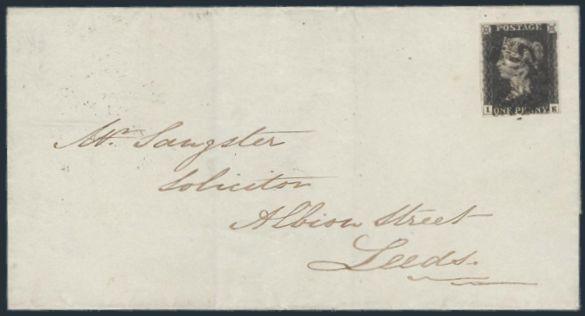 POSTAGE
ONE PENNY
I K
Mr. Sangster
Solicitor
Albion Street
Leeds.